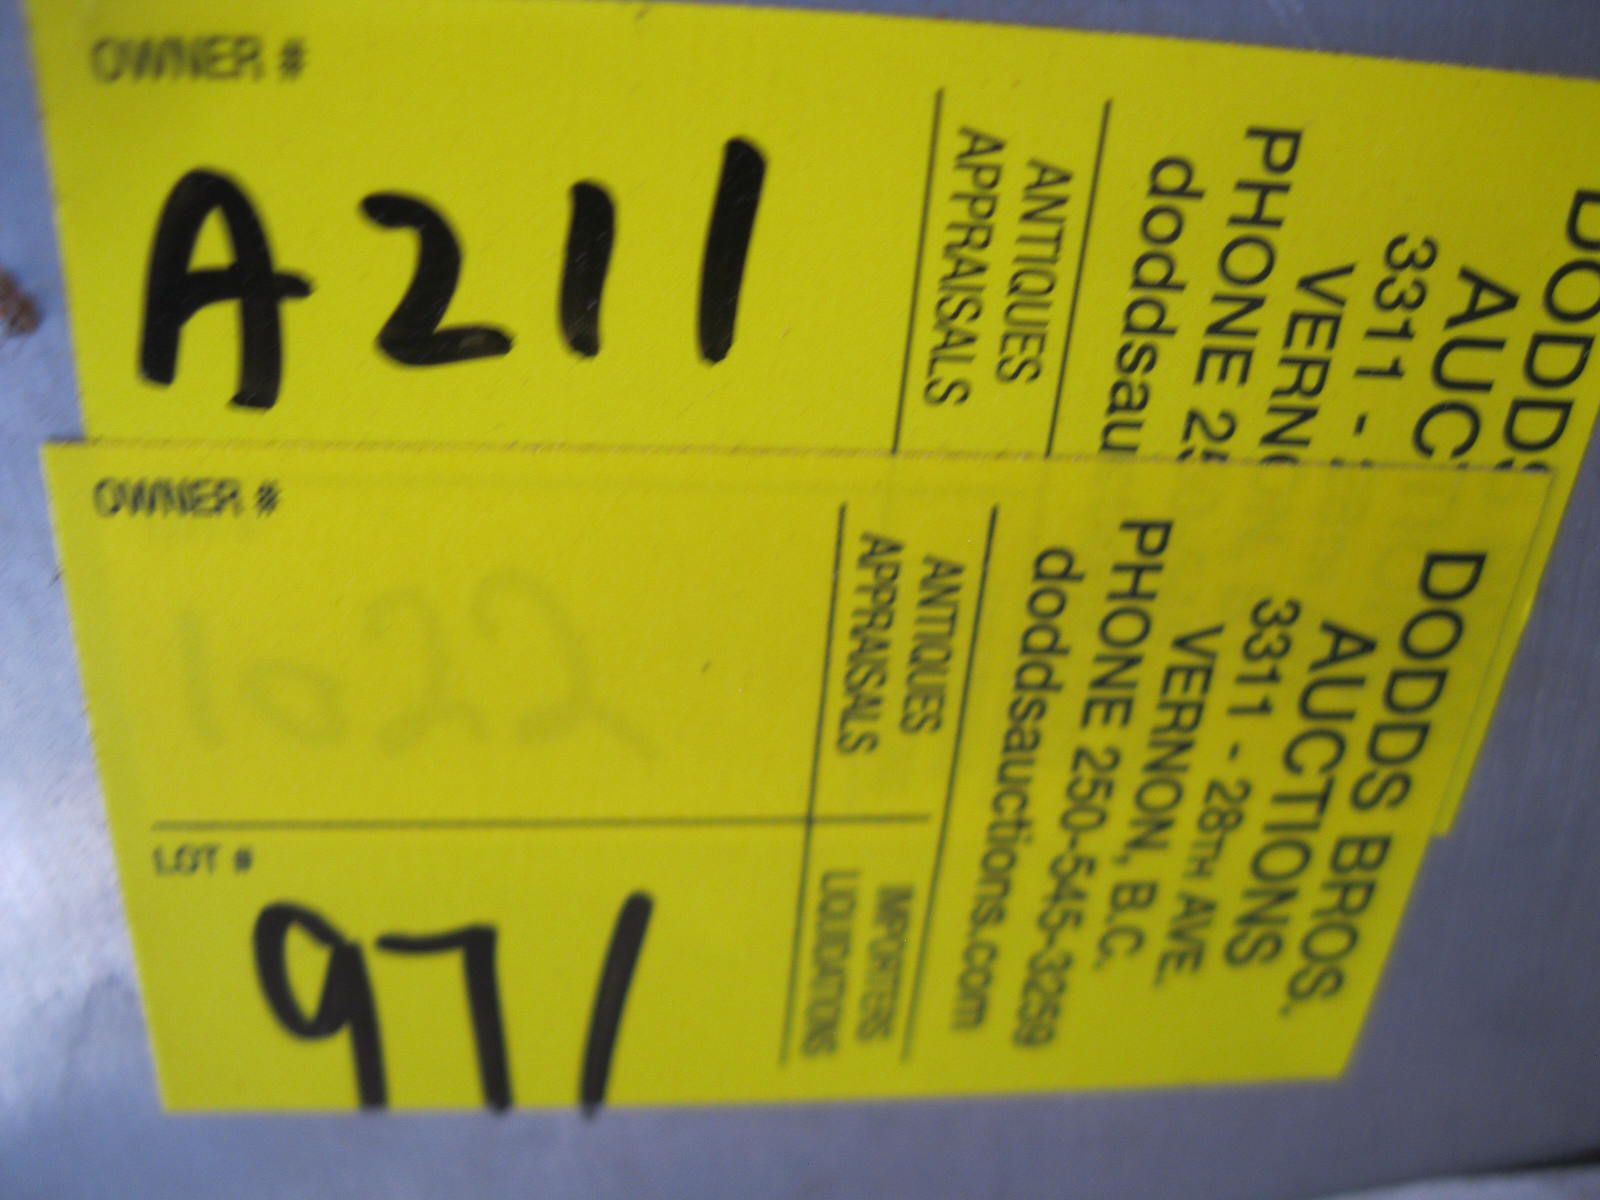 OWNER #
A211
DODDS
AUC
3311 -
VERN
PHONE 25
doddsau
ANTIQUES
APPRAISALS
OWNER #
1022
LOT #
971
DODDS BROS.
AUCTIONS
3311 - 28TH AVE.
VERNON, B.C.
PHONE 250-545-3259
doddsauctions.com
ANTIQUES IMPORTERS
APPRAISALS LIQUIDATIONS